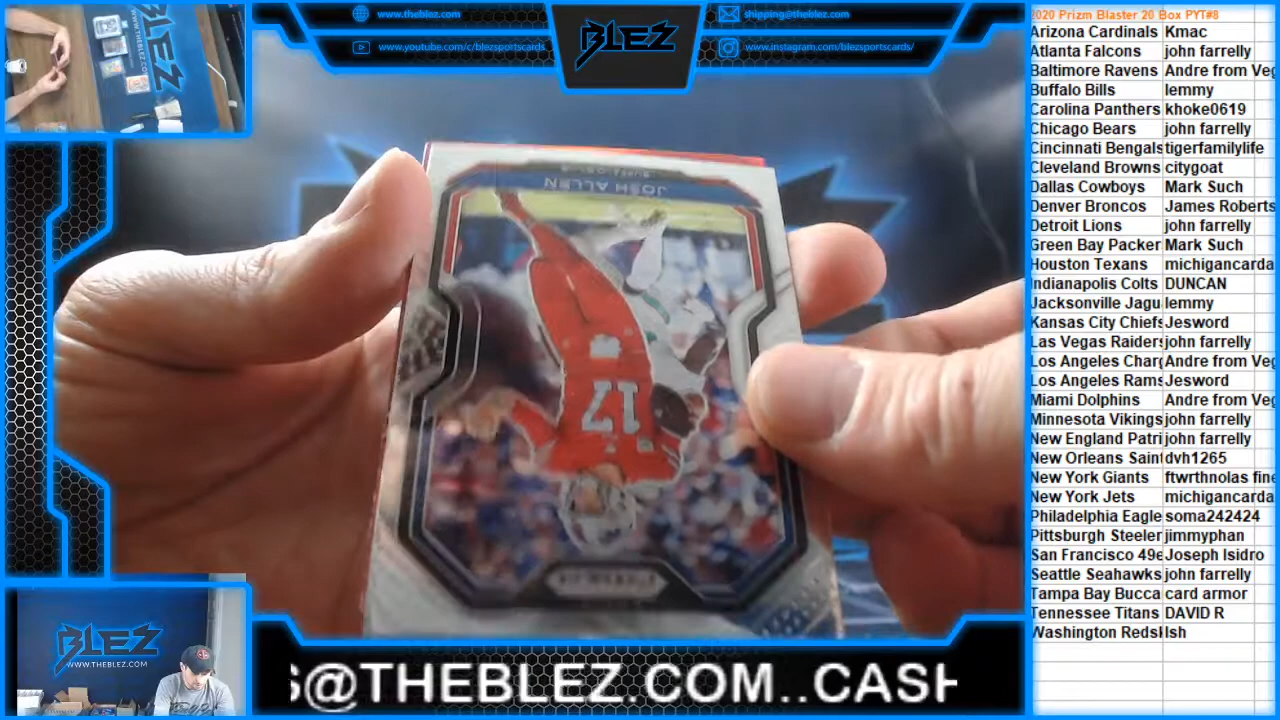 www.theblez.com
www.youtube.com/c/blezsportscards
BLEZ
shipping@theblez.com
www.instagram.com/blezsportscards/
BLEZ
JOSH ALLEN
17
BLEZ
WWW.THEBLEZ.COM
S@THEBLEZ.COM..CASH
2020 Prizm Blaster 20 Box PYT#8
Arizona Cardinals Kmac
Atlanta Falcons john farrelly
Baltimore Ravens Andre from Veg
Buffalo Bills lemmy
Carolina Panthers khoke0619
Chicago Bears john farrelly
Cincinnati Bengals tigerfamilylife
Cleveland Browns citygoat
Dallas Cowboys Mark Such
Denver Broncos James Roberts
Detroit Lions john farrelly
Green Bay Packer Mark Such
Houston Texans michigancarda
Indianapolis Colts DUNCAN
Jacksonville Jagu lemmy
Kansas City Chiefs Jesword
Las Vegas Raiders john farrelly
Los Angeles Charg Andre from Veg
Los Angeles Rams Jesword
Miami Dolphins Andre from Veg
Minnesota Vikings john farrelly
New England Patri john farrelly
New Orleans Saint dvh1265
New York Giants ftwrthnolas fine
New York Jets michigancarda
Philadelphia Eagle soma242424
Pittsburgh Steeler jimmyphan
San Francisco 49e Joseph Isidro
Seattle Seahawks john farrelly
Tampa Bay Bucca card armor
Tennessee Titans DAVID R
Washington Reds Ish